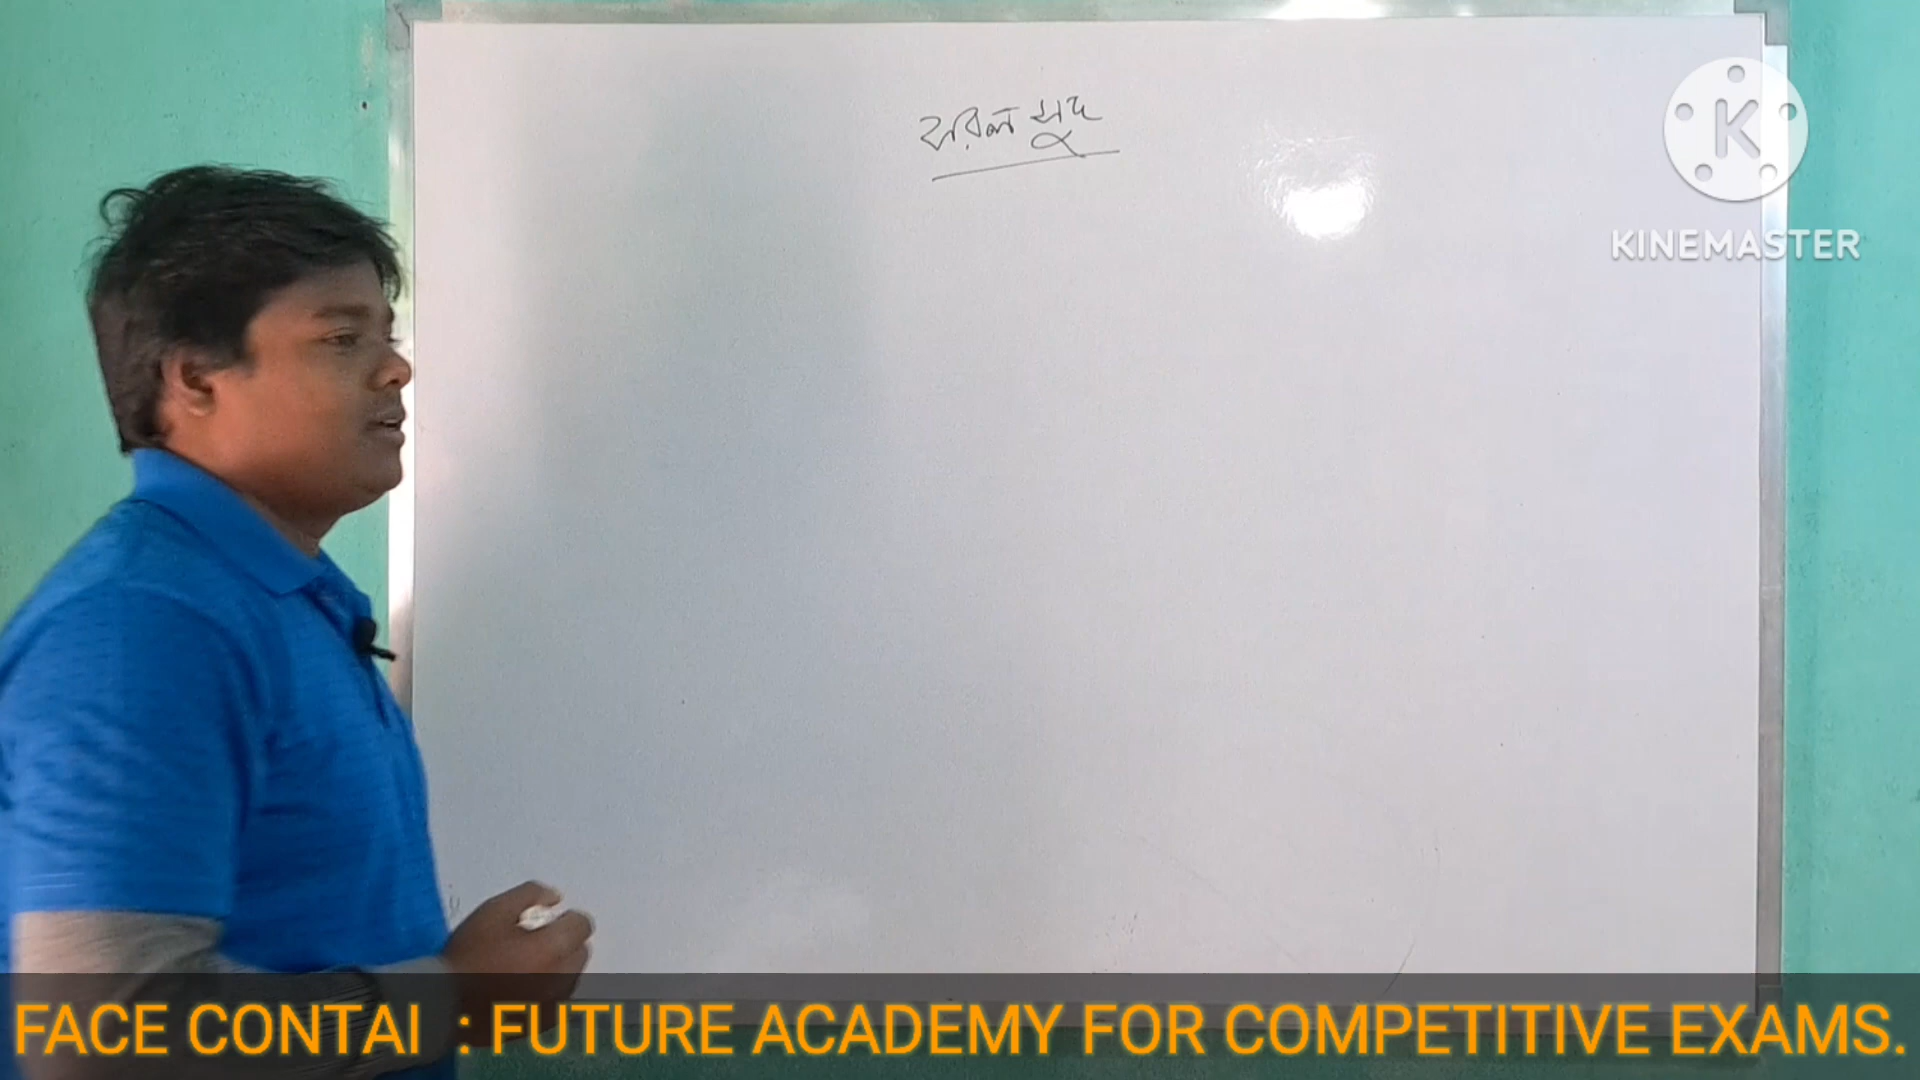 সরল সুদ
K
KINEMASTER
FACE CONTAI : FUTURE ACADEMY FOR COMPETITIVE EXAMS.